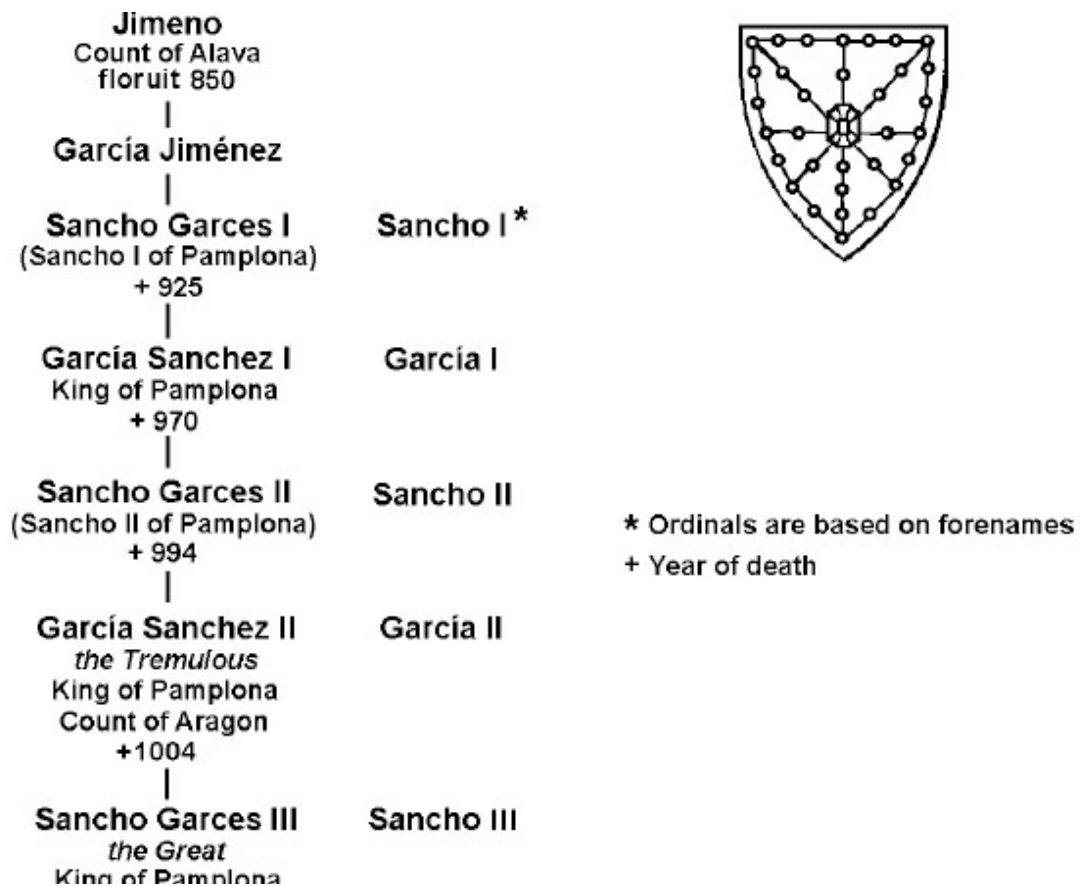 Jimeno
Count of Alava
floruit 850
García Jiménez
Sancho Garces I
Sancho I*
(Sancho I of Pamplona)
+ 925
García Sanchez I
García I
King of Pamplona
+ 970
Sancho Garces II
Sancho II
(Sancho II of Pamplona)
+ 994
* Ordinals are based on forenames
+ Year of death
García Sanchez II
García II
the Tremulous
King of Pamplona
Count of Aragon
+1004
Sancho Garces III
Sancho III
the Great
King of Pamplona